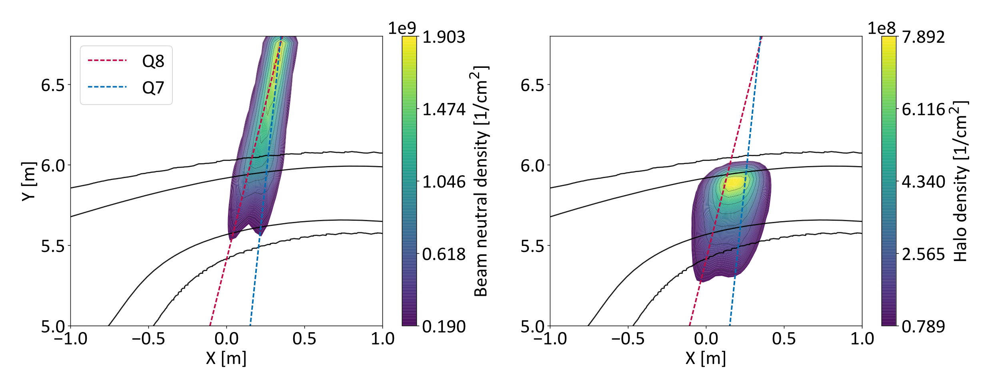 1e9
1.903
1.474
1.046
0.618
0.190
Beam neutral density [1/cm²]
Q8
Q7
6.5
6.0
5.5
5.0
Y [m]
−1.0 −0.5 0.0 0.5 1.0
X [m]
1e8
7.892
6.116
4.340
2.565
0.789
Halo density [1/cm²]
6.5
6.0
5.5
5.0
−1.0 −0.5 0.0 0.5 1.0
X [m]